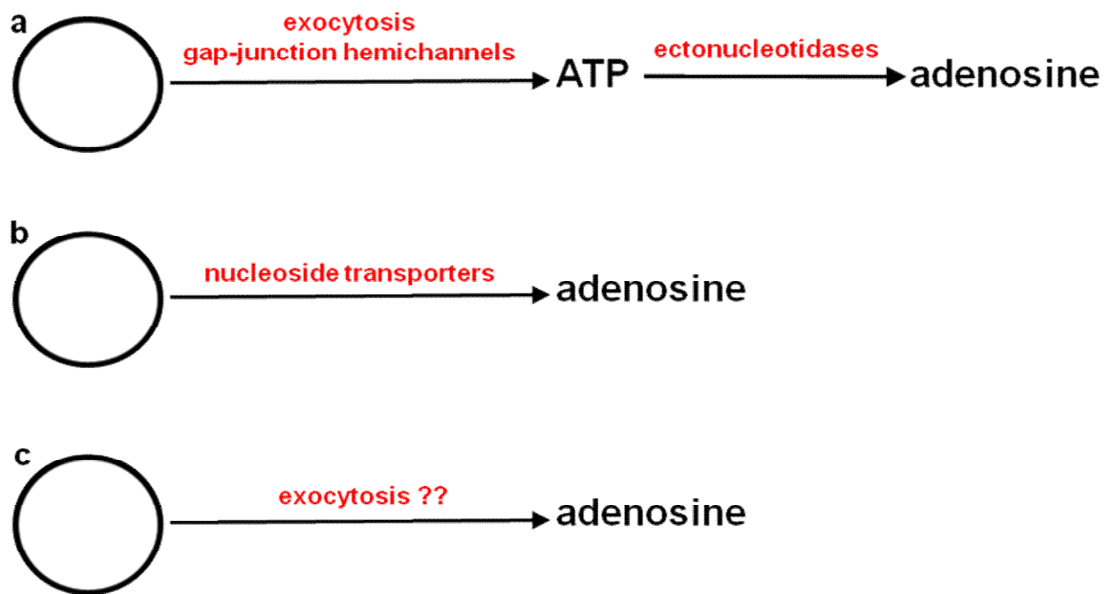 a
exocytosis
gap-junction hemichannels
ATP
ectonucleotidases
adenosine
b
nucleoside transporters
adenosine
c
exocytosis ??
adenosine